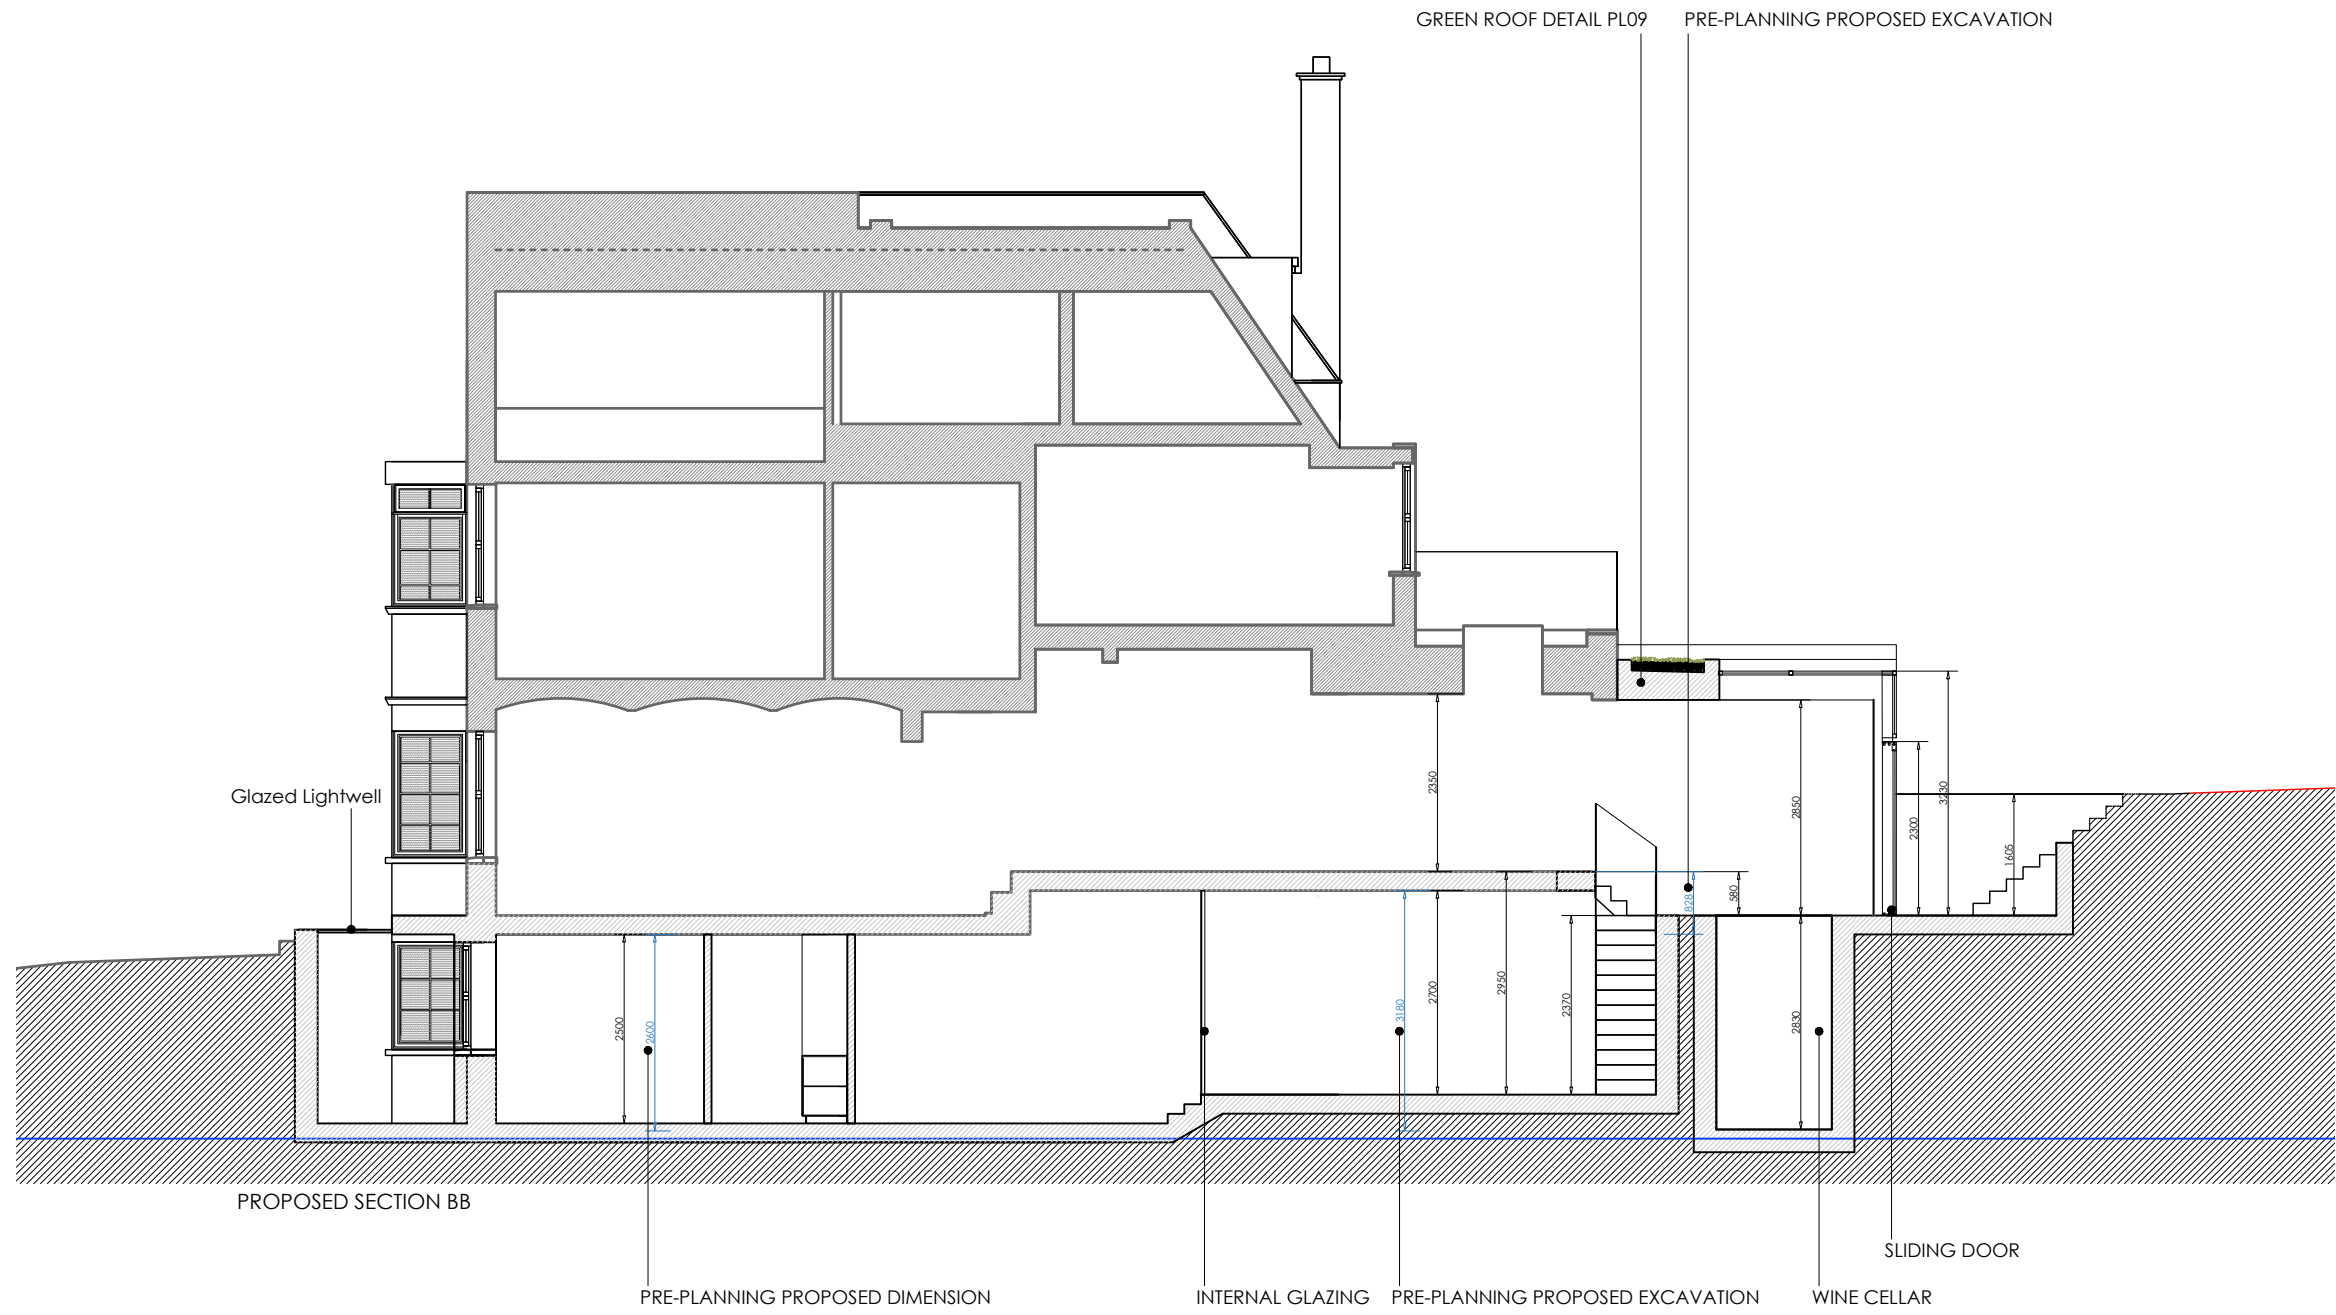 GREEN ROOF DETAIL PL09
PRE-PLANNING PROPOSED EXCAVATION
Glazed Lightwell
2350
2850
3230
2300
1605
828
580
2500
2600
3180
2700
2950
2370
2830
PROPOSED SECTION BB
SLIDING DOOR
PRE-PLANNING PROPOSED DIMENSION
INTERNAL GLAZING
PRE-PLANNING PROPOSED EXCAVATION
WINE CELLAR